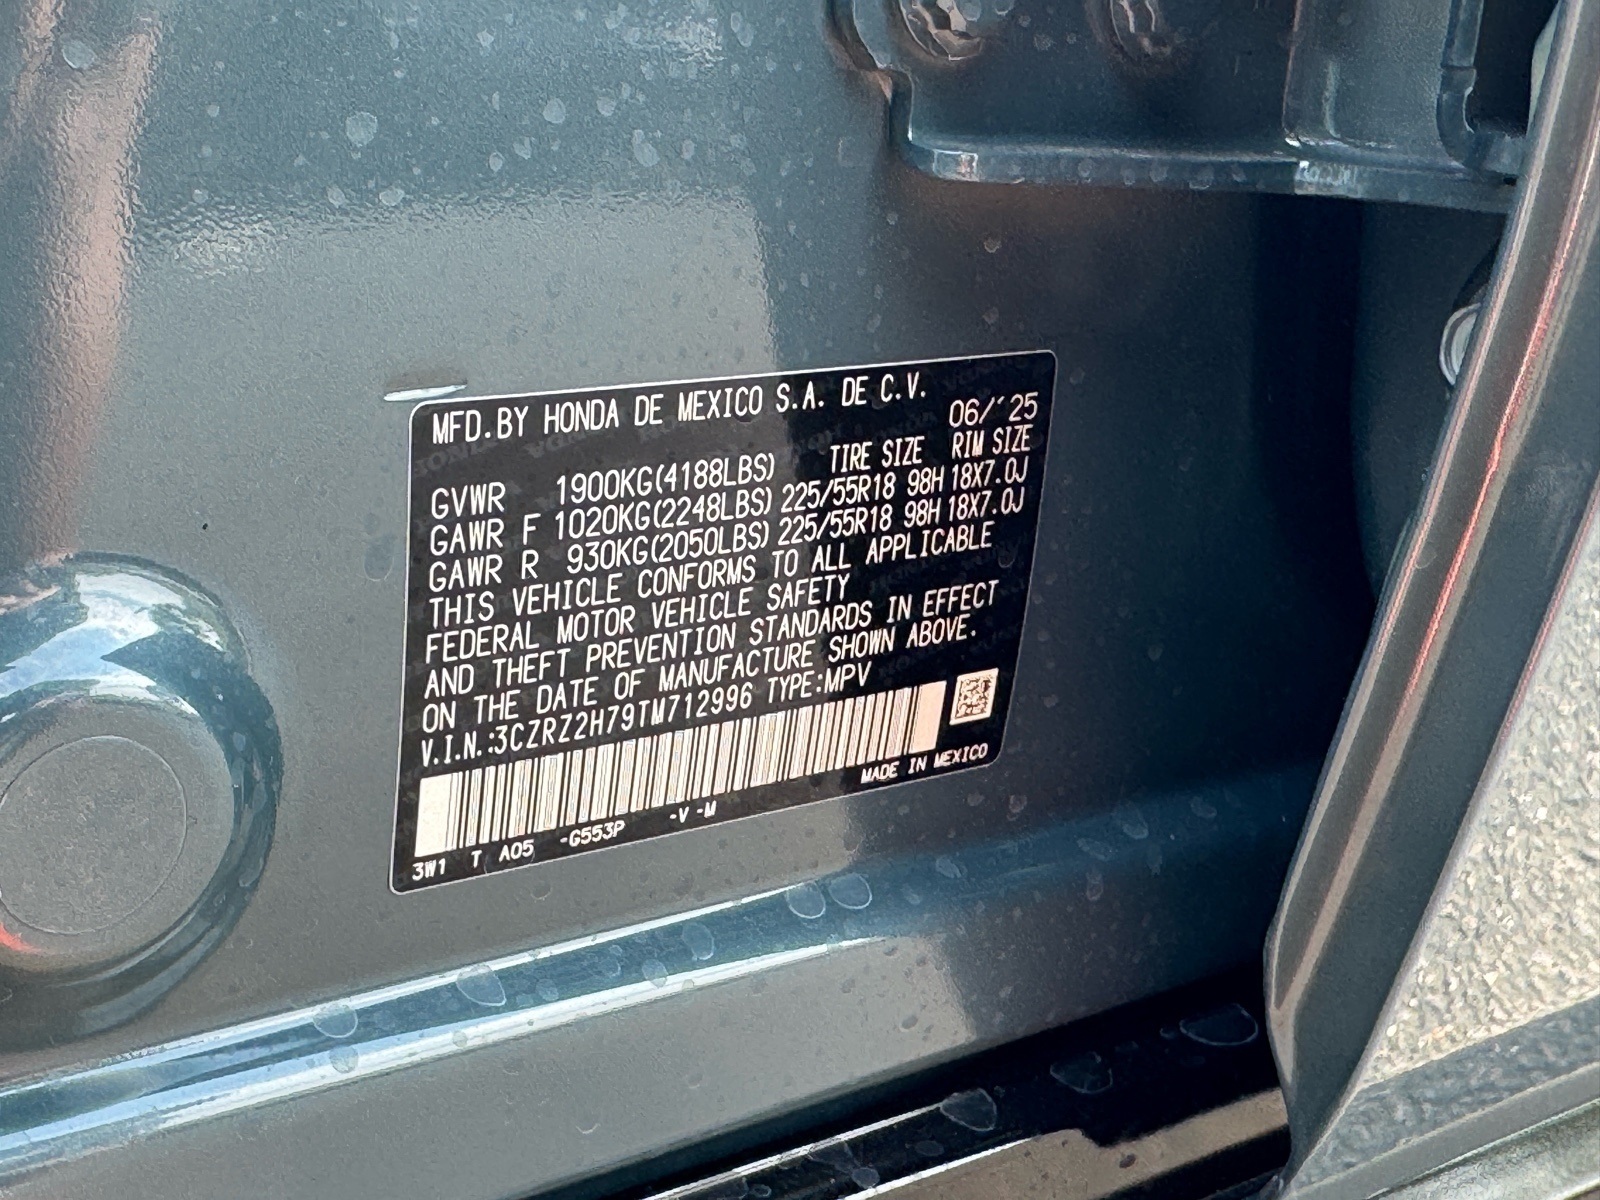 MFD.BY HONDA DE MEXICO S.A. DE C.V.
06/'25
TIRE SIZE RIM SIZE
GVWR 1900KG(4188LBS)
GAWR F 1020KG(2248LBS) 225/55R18 98H 18X7.0J
GAWR R 930KG(2050LBS) 225/55R18 98H 18X7.0J
THIS VEHICLE CONFORMS TO ALL APPLICABLE
FEDERAL MOTOR VEHICLE SAFETY
AND THEFT PREVENTION STANDARDS IN EFFECT
ON THE DATE OF MANUFACTURE SHOWN ABOVE.
V.I.N.:3CZRZ2H79TM712996 TYPE:MPV
MADE IN MEXICO
3W1 T A05 -G553P -V -M